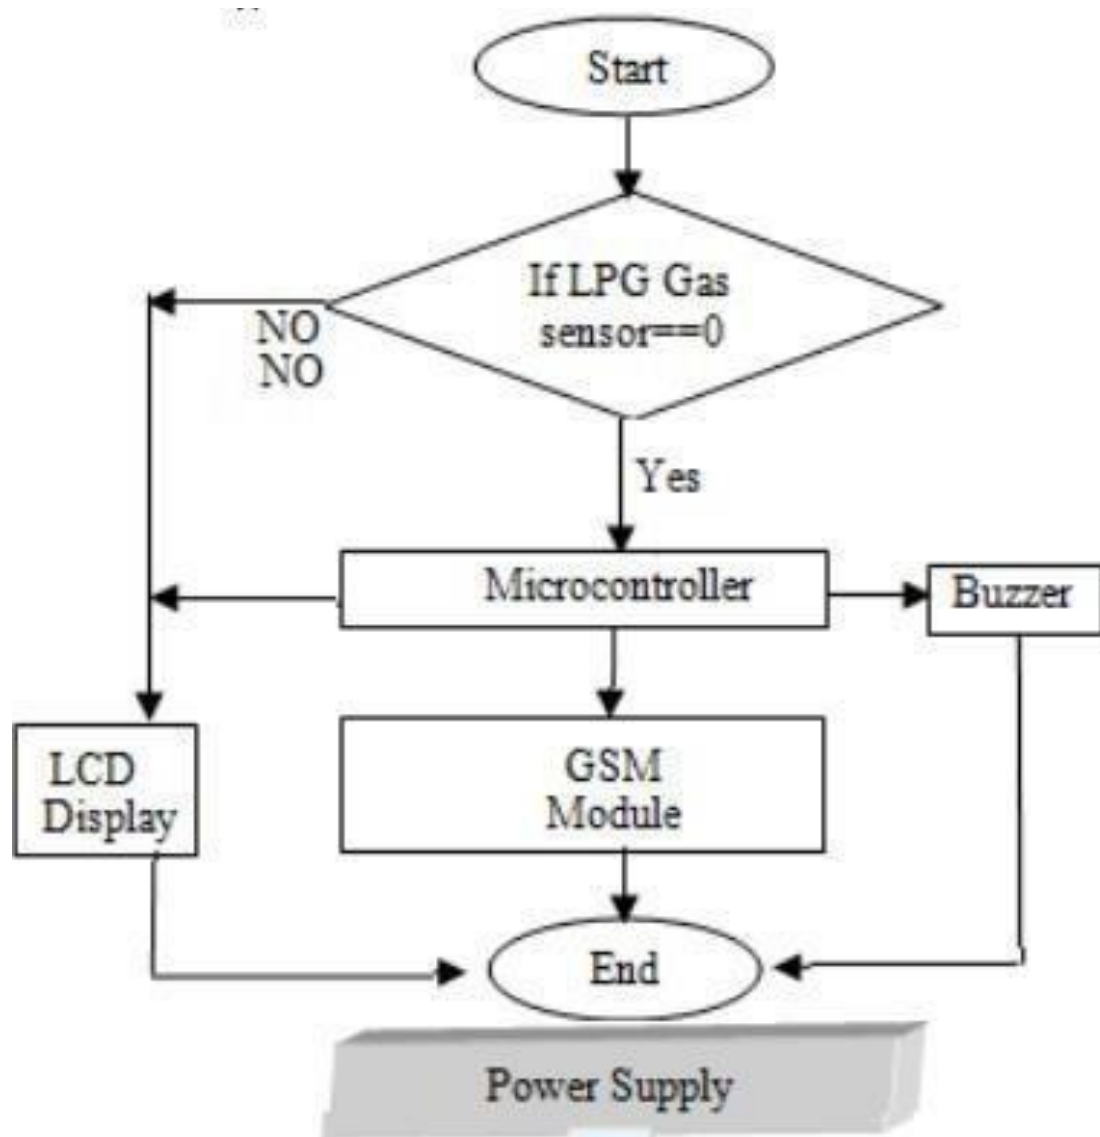 Start
If LPG Gas
sensor==0
NO
NO
Yes
Microcontroller
Buzzer
LCD
Display
GSM
Module
End
Power Supply